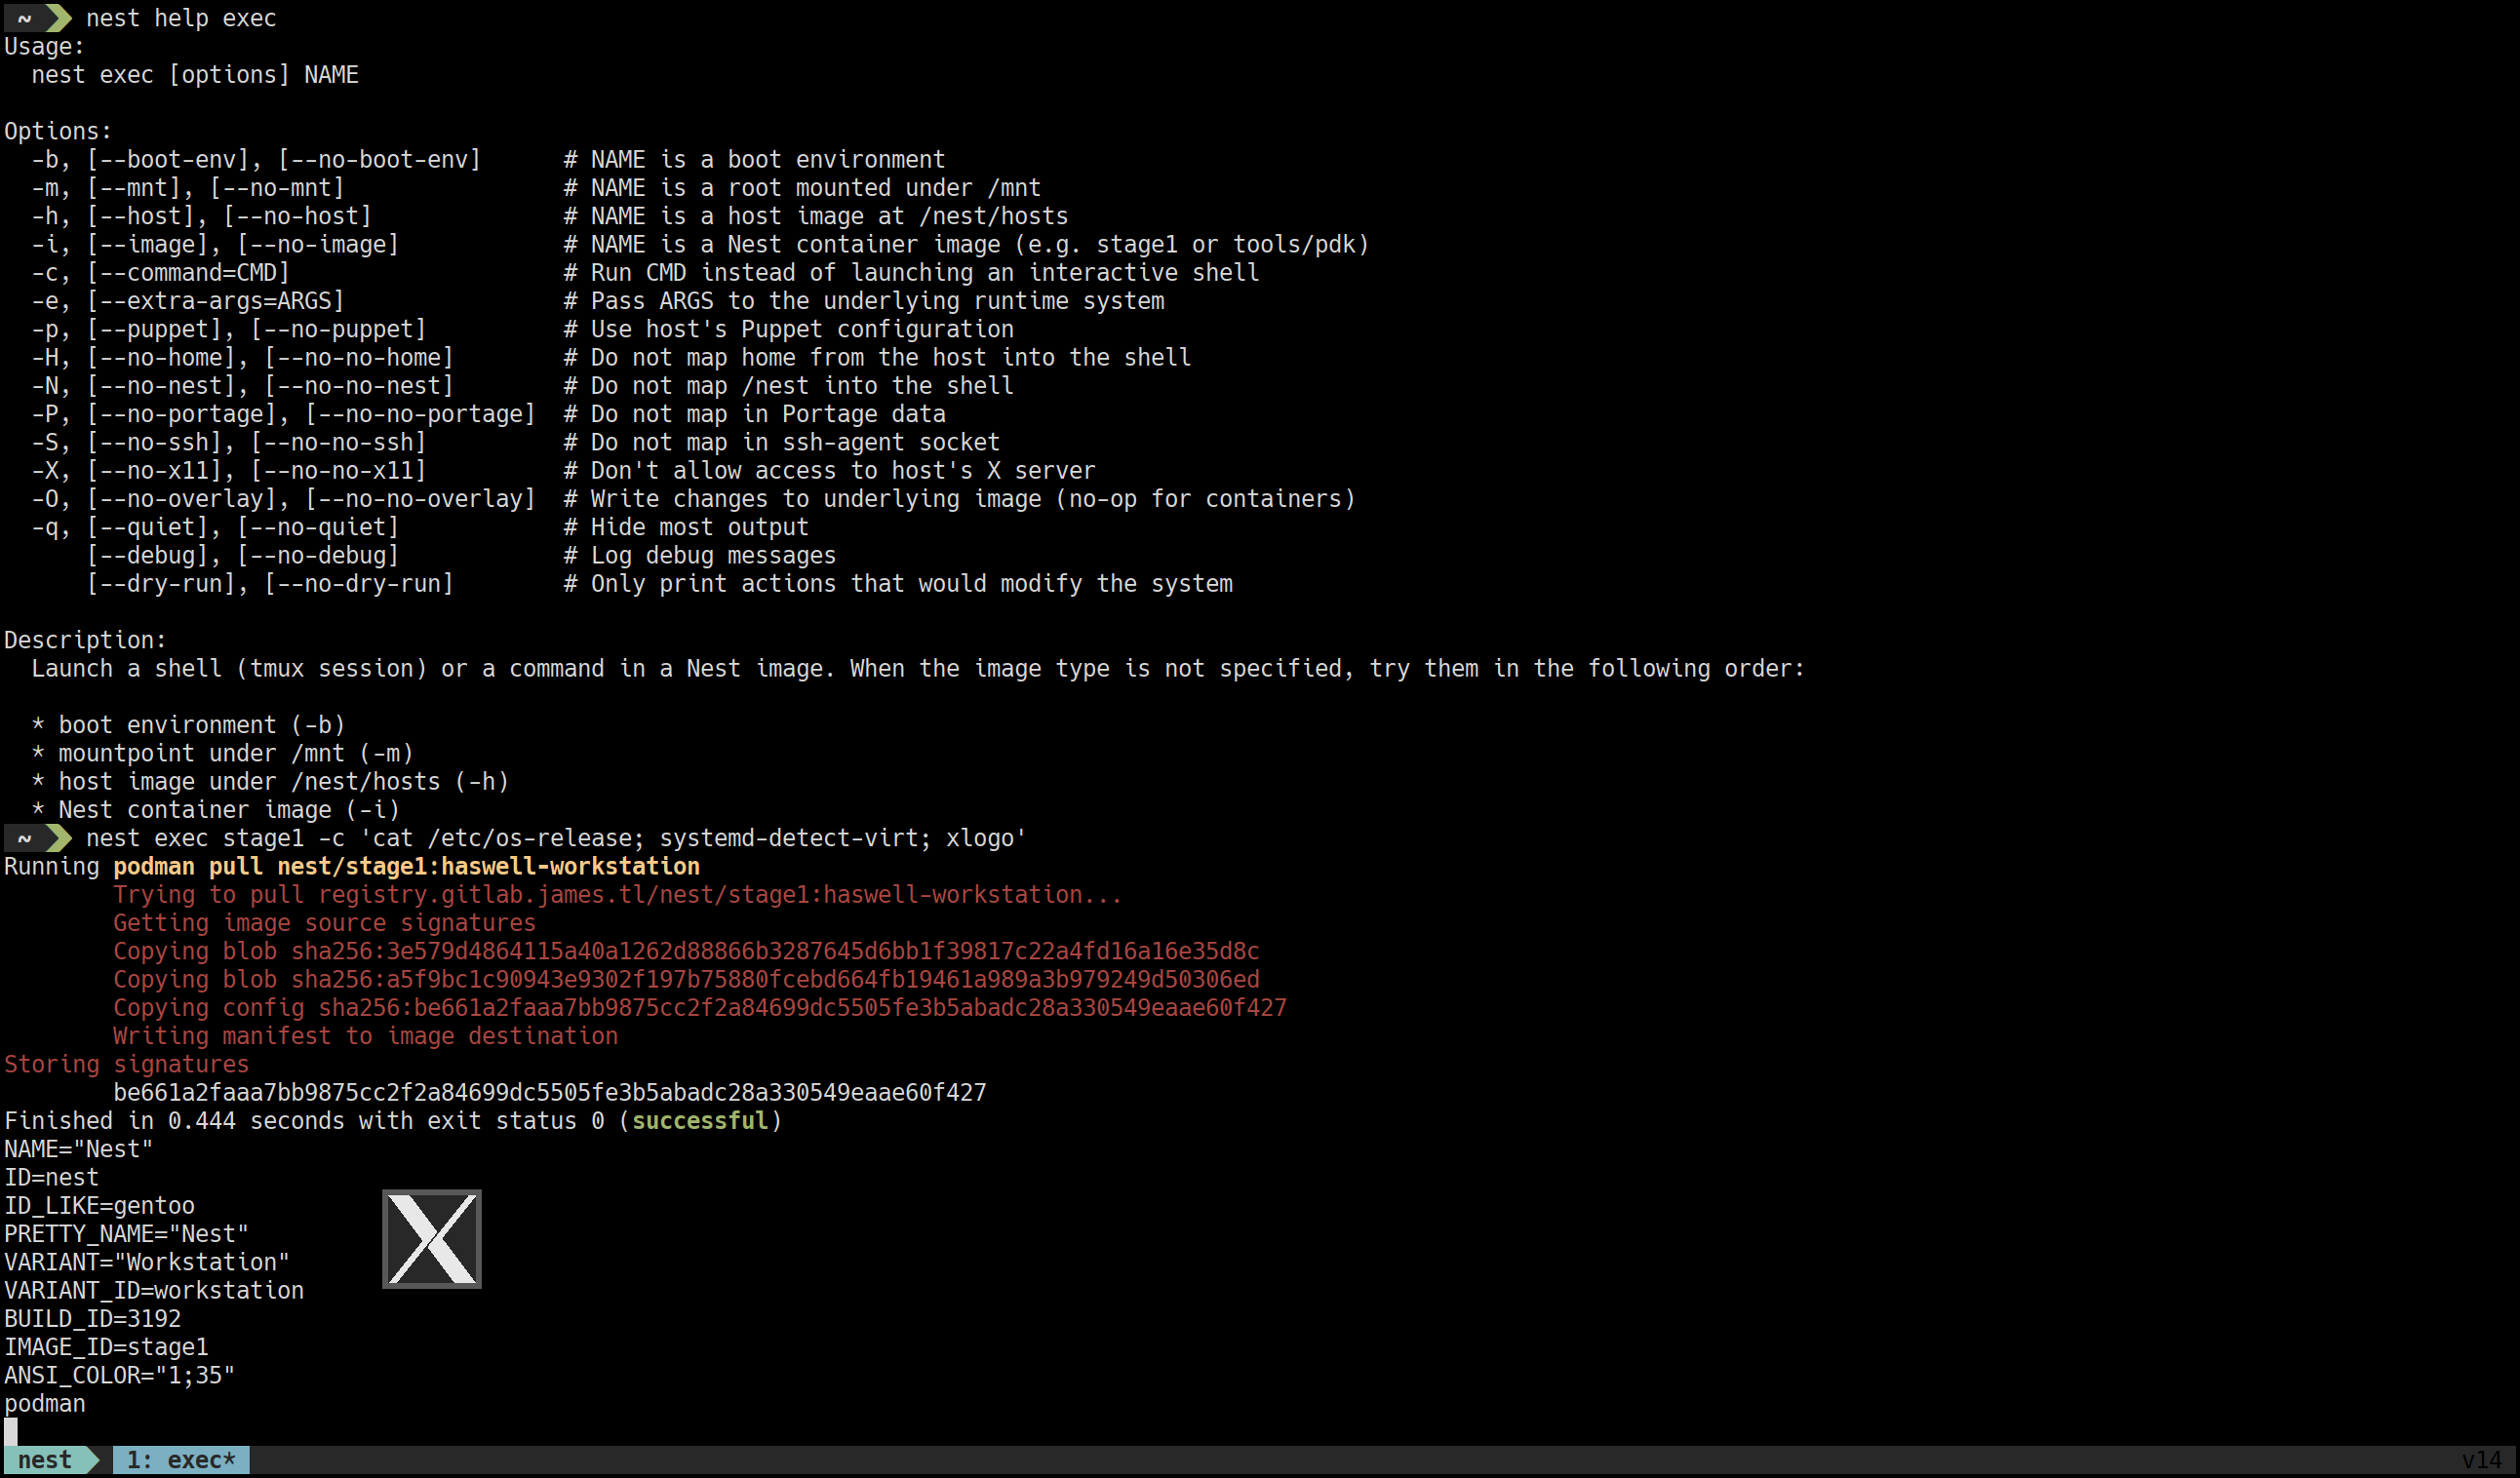 ~ nest help exec
Usage:
  nest exec [options] NAME

Options:
  -b, [--boot-env], [--no-boot-env]      # NAME is a boot environment
  -m, [--mnt], [--no-mnt]                # NAME is a root mounted under /mnt
  -h, [--host], [--no-host]              # NAME is a host image at /nest/hosts
  -i, [--image], [--no-image]            # NAME is a Nest container image (e.g. stage1 or tools/pdk)
  -c, [--command=CMD]                    # Run CMD instead of launching an interactive shell
  -e, [--extra-args=ARGS]                # Pass ARGS to the underlying runtime system
  -p, [--puppet], [--no-puppet]          # Use host's Puppet configuration
  -H, [--no-home], [--no-no-home]        # Do not map home from the host into the shell
  -N, [--no-nest], [--no-no-nest]        # Do not map /nest into the shell
  -P, [--no-portage], [--no-no-portage]  # Do not map in Portage data
  -S, [--no-ssh], [--no-no-ssh]          # Do not map in ssh-agent socket
  -X, [--no-x11], [--no-no-x11]          # Don't allow access to host's X server
  -O, [--no-overlay], [--no-no-overlay]  # Write changes to underlying image (no-op for containers)
  -q, [--quiet], [--no-quiet]            # Hide most output
      [--debug], [--no-debug]            # Log debug messages
      [--dry-run], [--no-dry-run]        # Only print actions that would modify the system

Description:
  Launch a shell (tmux session) or a command in a Nest image. When the image type is not specified, try them in the following order:

  * boot environment (-b)
  * mountpoint under /mnt (-m)
  * host image under /nest/hosts (-h)
  * Nest container image (-i)
~ nest exec stage1 -c 'cat /etc/os-release; systemd-detect-virt; xlogo'
Running podman pull nest/stage1:haswell-workstation
        Trying to pull registry.gitlab.james.tl/nest/stage1:haswell-workstation...
        Getting image source signatures
        Copying blob sha256:3e579d4864115a40a1262d88866b3287645d6bb1f39817c22a4fd16a16e35d8c
        Copying blob sha256:a5f9bc1c90943e9302f197b75880fcebd664fb19461a989a3b979249d50306ed
        Copying config sha256:be661a2faaa7bb9875cc2f2a84699dc5505fe3b5abadc28a330549eaae60f427
        Writing manifest to image destination
Storing signatures
        be661a2faaa7bb9875cc2f2a84699dc5505fe3b5abadc28a330549eaae60f427
Finished in 0.444 seconds with exit status 0 (successful)
NAME="Nest"
ID=nest
ID_LIKE=gentoo
PRETTY_NAME="Nest"
VARIANT="Workstation"
VARIANT_ID=workstation
BUILD_ID=3192
IMAGE_ID=stage1
ANSI_COLOR="1;35"
podman
nest 1: exec* v14